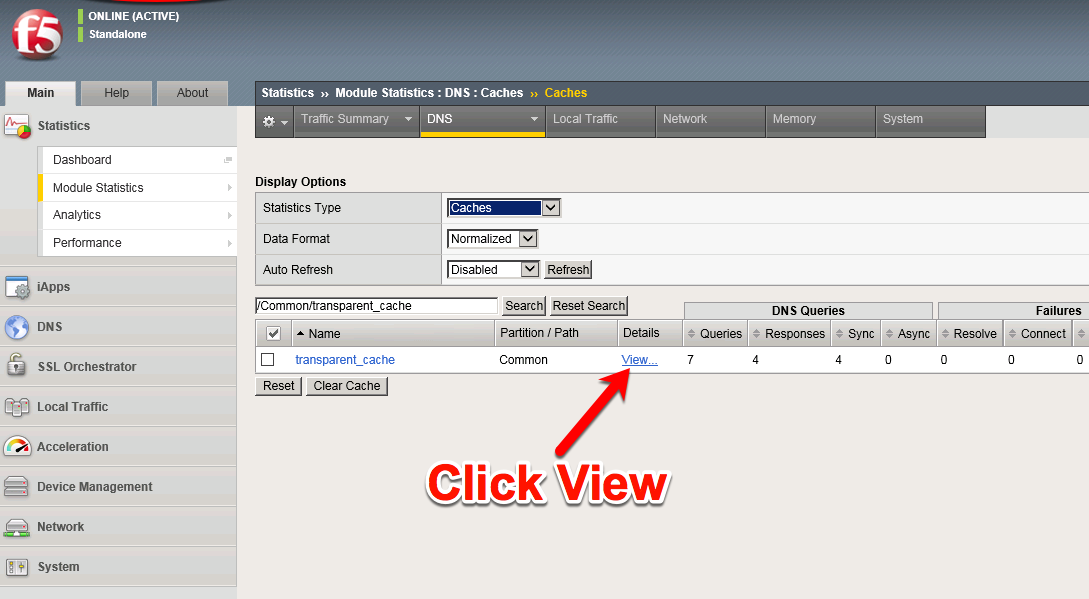 f5
ONLINE (ACTIVE)
Standalone
Main Help About
Statistics ›› Module Statistics : DNS : Caches ›› Caches
Traffic Summary DNS Local Traffic Network Memory System
Statistics
Dashboard
Module Statistics
Analytics
Performance
iApps
DNS
SSL Orchestrator
Local Traffic
Acceleration
Device Management
Network
System
Display Options
Statistics Type Caches
Data Format Normalized
Auto Refresh Disabled Refresh
/Common/transparent_cache Search Reset Search
DNS Queries Failures
Name Partition / Path Details Queries Responses Sync Async Resolve Connect
transparent_cache Common View... 7 4 4 0 0 0 0
Reset Clear Cache
Click View